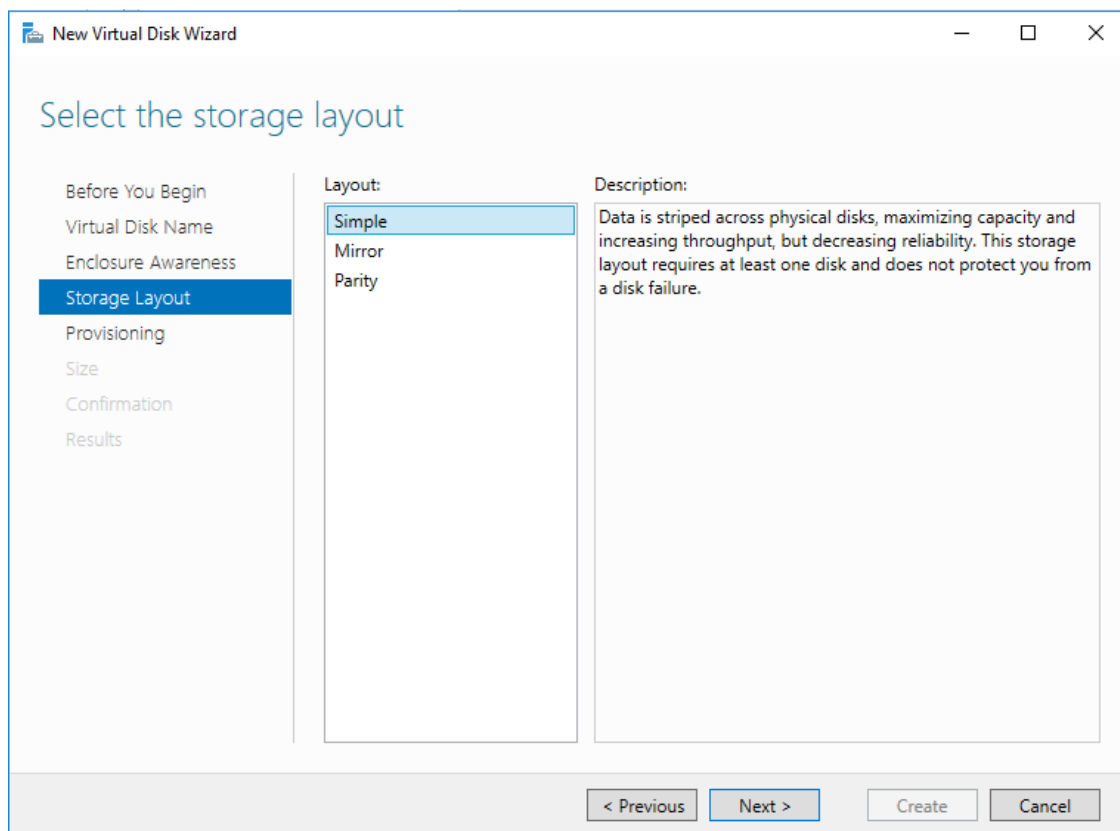 New Virtual Disk Wizard
Select the storage layout
Before You Begin
Virtual Disk Name
Enclosure Awareness
Storage Layout
Provisioning
Size
Confirmation
Results
Layout:
Simple
Mirror
Parity
Description:
Data is striped across physical disks, maximizing capacity and
increasing throughput, but decreasing reliability. This storage
layout requires at least one disk and does not protect you from
a disk failure.
< Previous
Next >
Create
Cancel